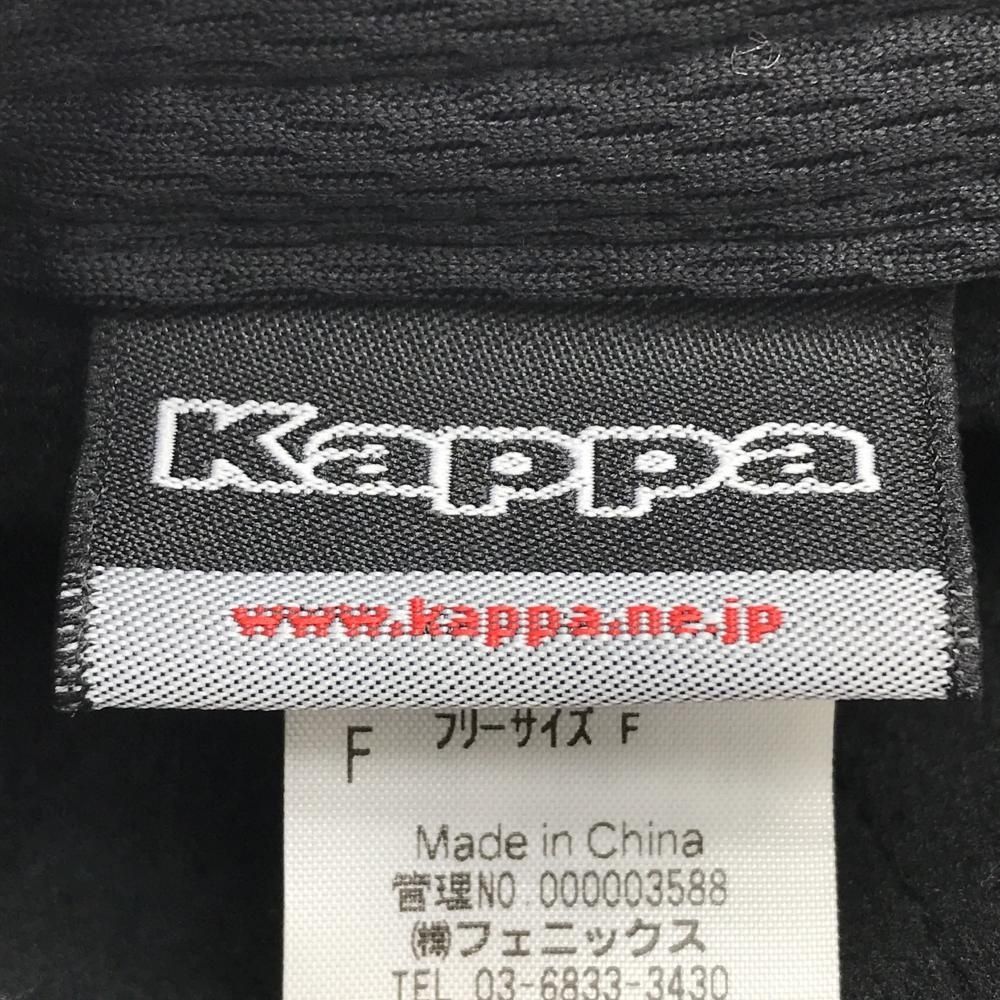 Kappa
www.kappa.ne.jp
F フリーサイズ F
Made in China
管理NO.000003588
㈱フェニックス
TEL 03-6833-3430